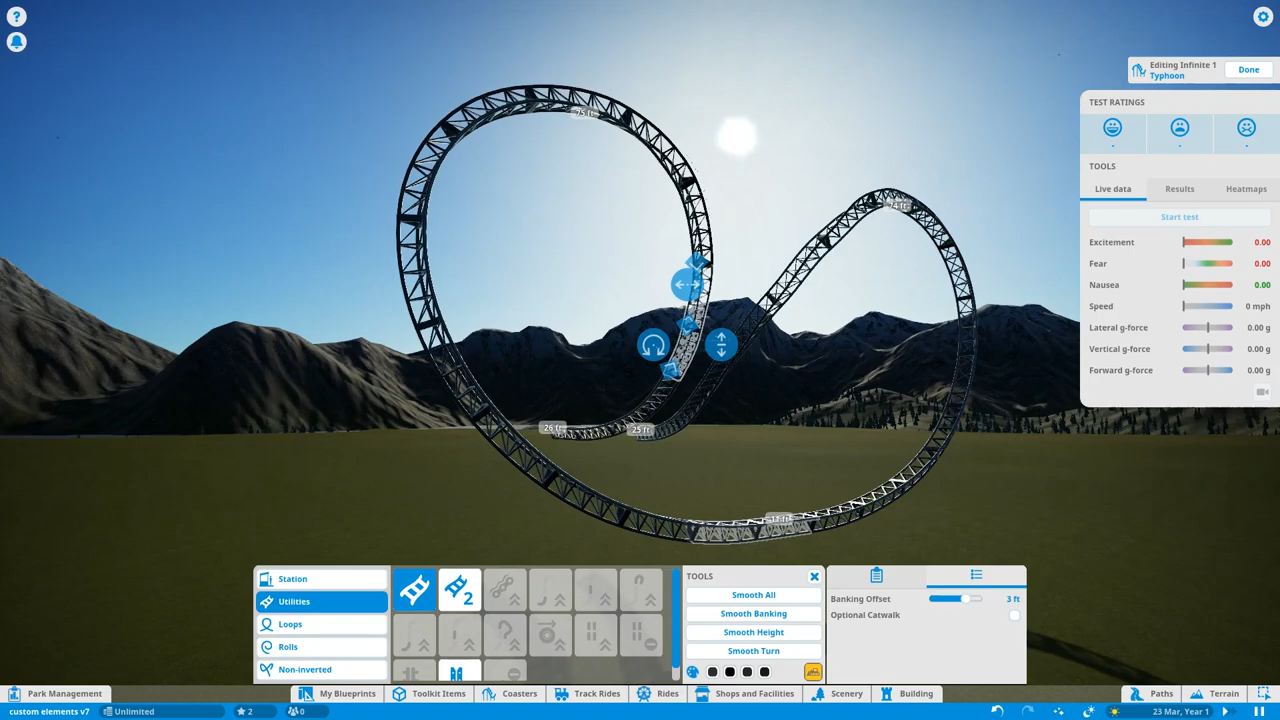 ?
Editing Infinite 1
Typhoon
Done
TEST RATINGS
-
-
-
TOOLS
Live data
Results
Heatmaps
Start test
Excitement 0.00
Fear 0.00
Nausea 0.00
Speed 0 mph
Lateral g-force 0.00 g
Vertical g-force 0.00 g
Forward g-force 0.00 g
75 ft
74 ft
26 ft
25 ft
11 ft
Station
Utilities
Loops
Rolls
Non-inverted
2
TOOLS
Smooth All
Smooth Banking
Smooth Height
Smooth Turn
Banking Offset 3 ft
Optional Catwalk
Park Management
My Blueprints
Toolkit Items
Coasters
Track Rides
Rides
Shops and Facilities
Scenery
Building
Paths
Terrain
custom elements v7
Unlimited
2
0
23 Mar, Year 1